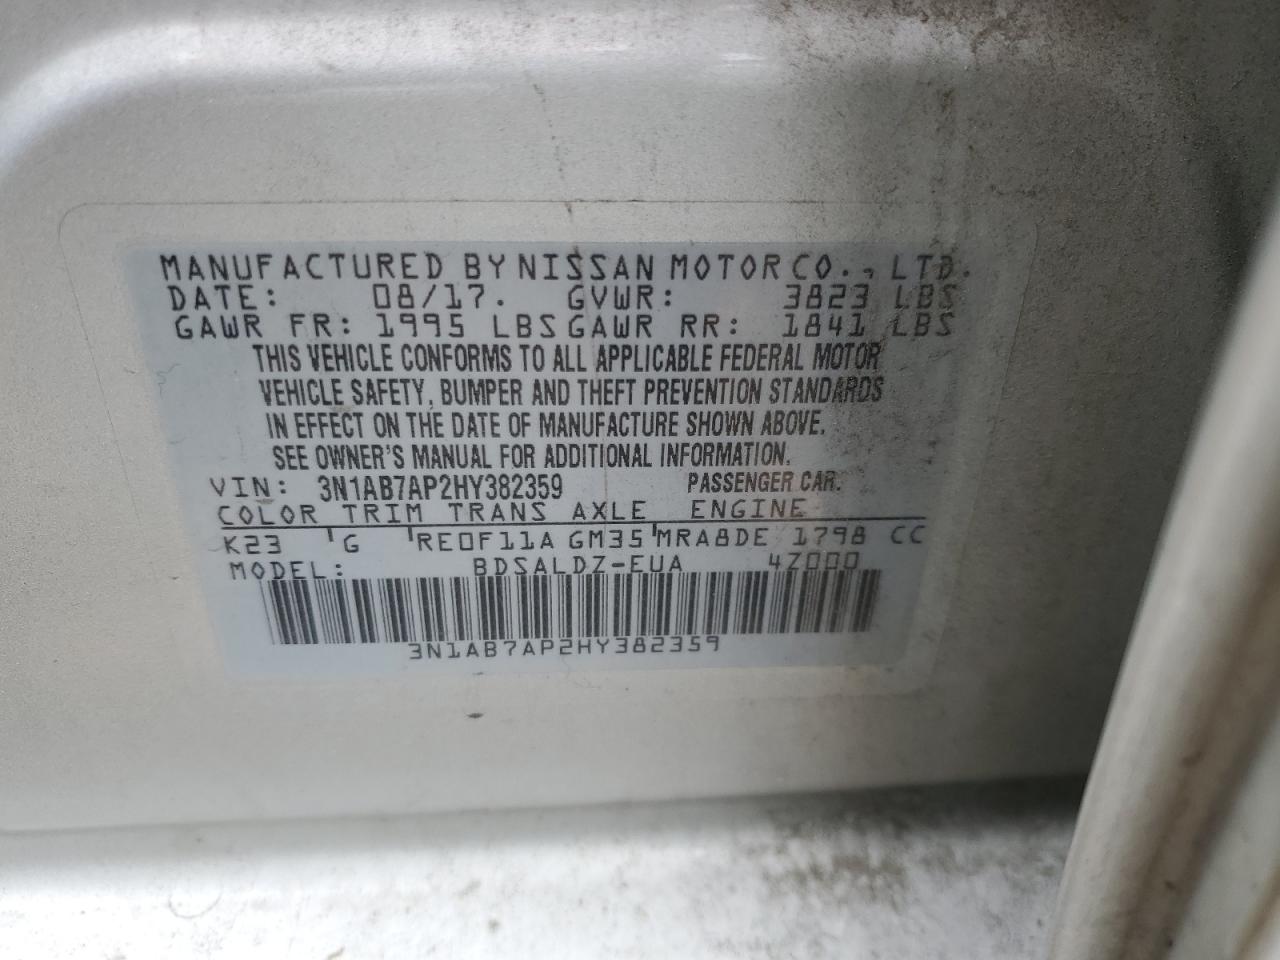 MANUFACTURED BY NISSAN MOTOR CO., LTD.
DATE: 08/17. GVWR: 3823 LBS
GAWR FR: 1995 LBS GAWR RR: 1841 LBS
THIS VEHICLE CONFORMS TO ALL APPLICABLE FEDERAL MOTOR
VEHICLE SAFETY, BUMPER AND THEFT PREVENTION STANDARDS
IN EFFECT ON THE DATE OF MANUFACTURE SHOWN ABOVE.
SEE OWNER'S MANUAL FOR ADDITIONAL INFORMATION.
VIN: 3N1AB7AP2HY382359 PASSENGER CAR.
COLOR TRIM TRANS AXLE ENGINE
K23 G RE0F11A GM35 MRA8DE 1798 CC
MODEL: BDSALDZ-EUA 4Z000
3N1AB7AP2HY382359